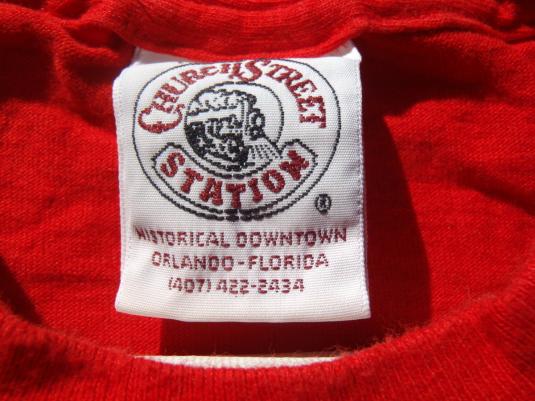 CHURCH STREET
STATION
®
HISTORICAL DOWNTOWN
ORLANDO-FLORIDA
(407) 422-2434